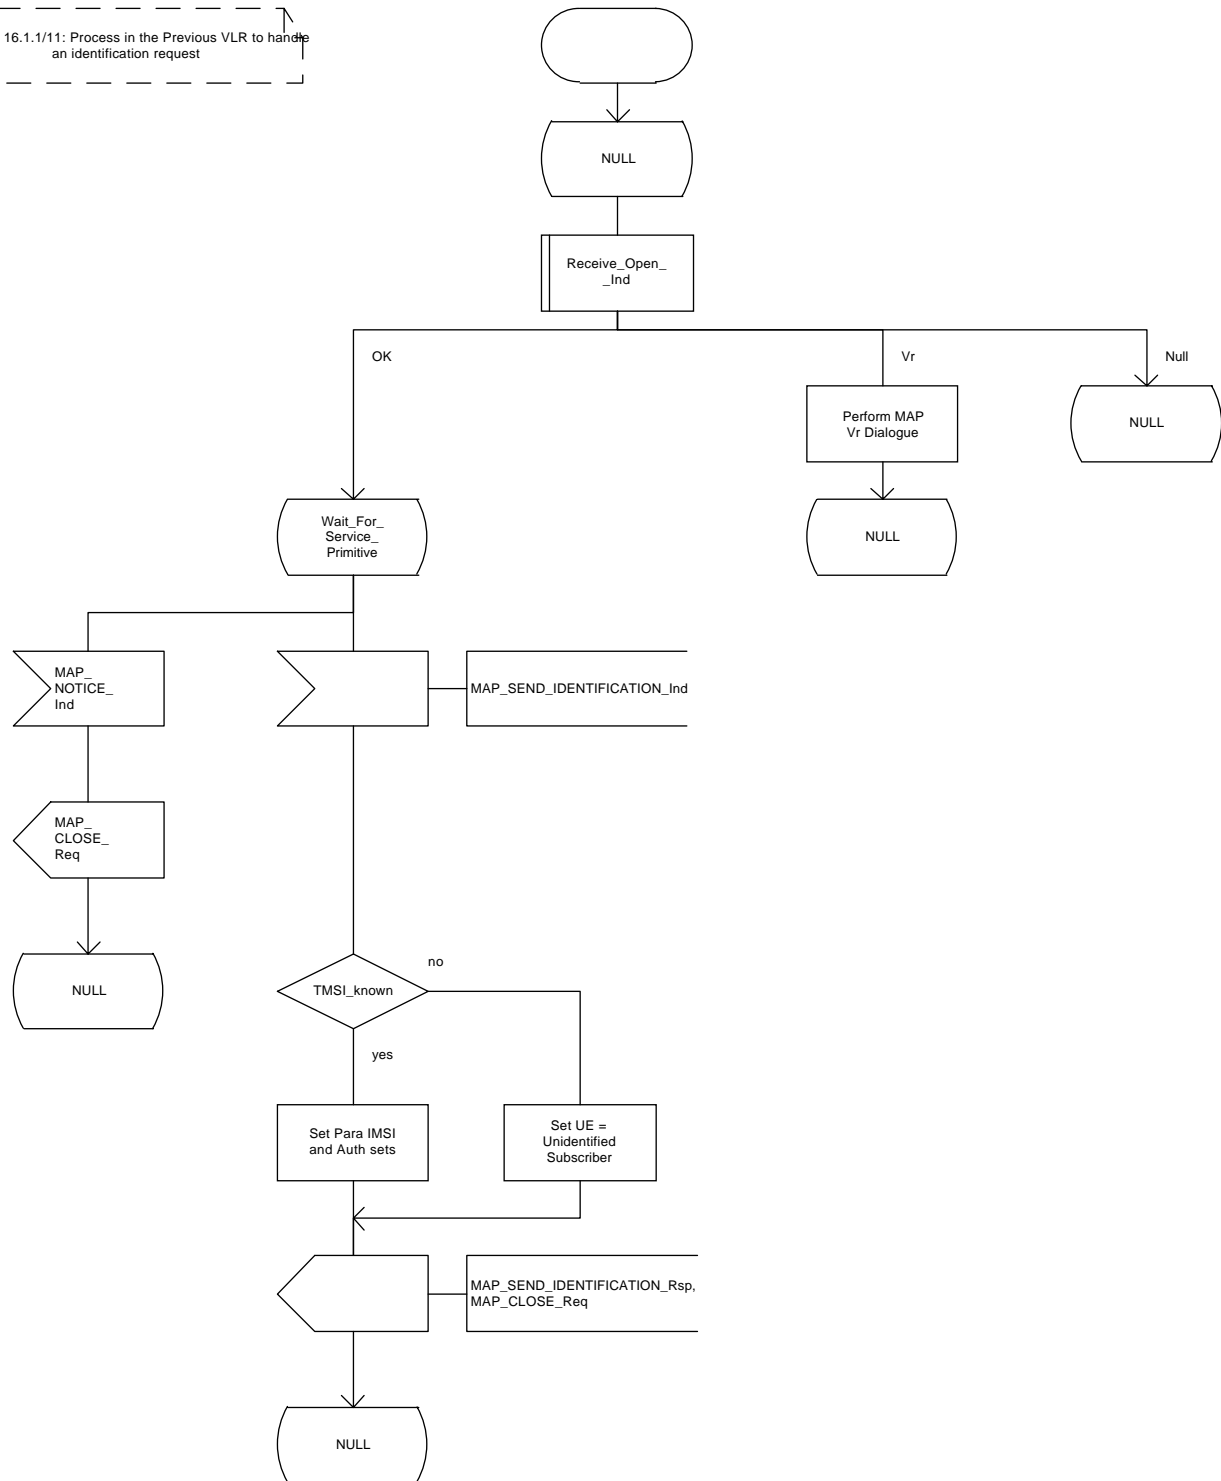 16.1.1/11: Process in the Previous VLR to handle
an identification request
NULL
Receive_Open_
_Ind
OK
Vr
Null
Perform MAP
Vr Dialogue
NULL
Wait_For_
Service_
Primitive
NULL
MAP_
NOTICE_
Ind
MAP_SEND_IDENTIFICATION_Ind
MAP_
CLOSE_
Req
NULL
TMSI_known
no
yes
Set Para IMSI
and Auth sets
Set UE =
Unidentified
Subscriber
MAP_SEND_IDENTIFICATION_Rsp,
MAP_CLOSE_Req
NULL